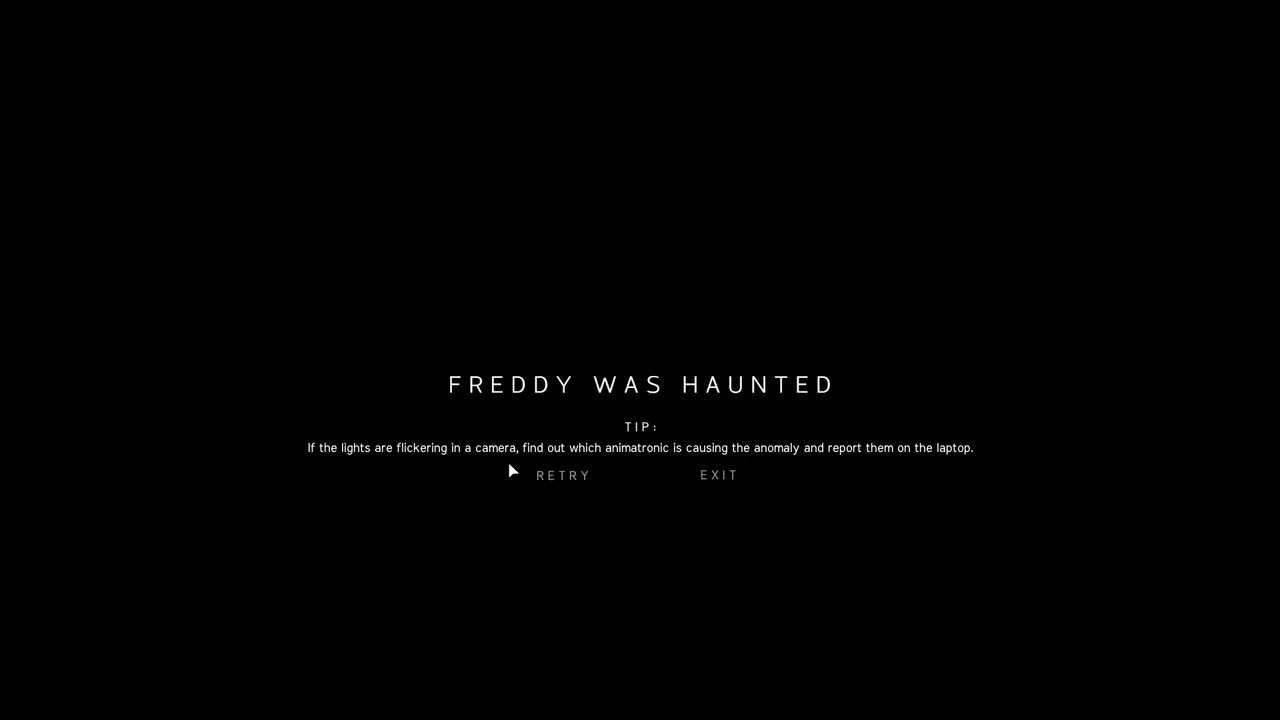 FREDDY WAS HAUNTED
TIP:
If the lights are flickering in a camera, find out which animatronic is causing the anomaly and report them on the laptop.
RETRY EXIT